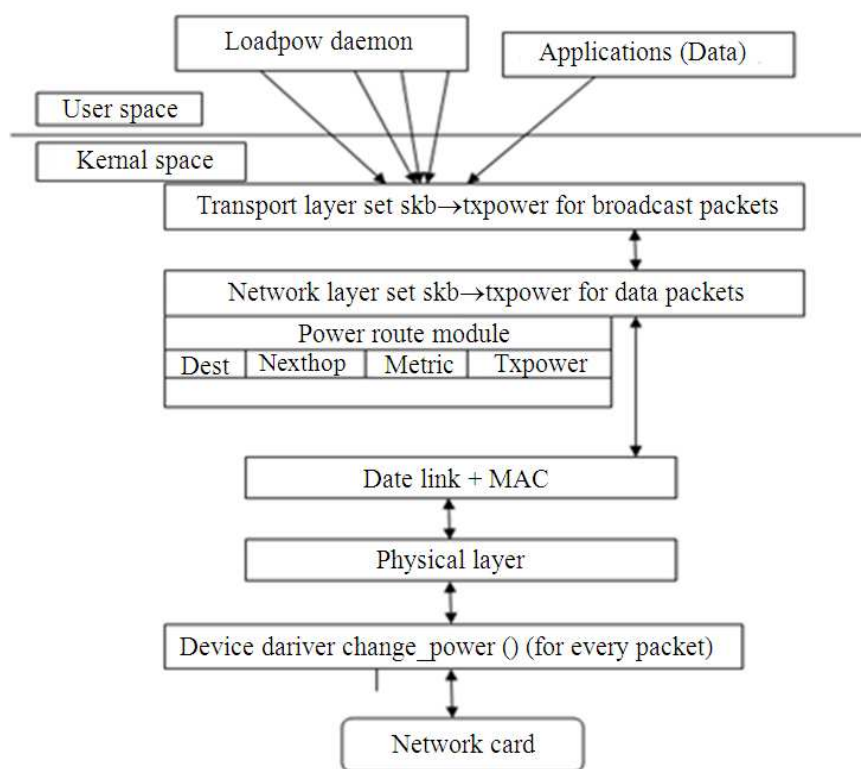 Loadpow daemon
Applications (Data)
User space
Kernal space
Transport layer set skb→txpower for broadcast packets
Network layer set skb→txpower for data packets
Power route module
Dest Nexthop Metric Txpower
Date link + MAC
Physical layer
Device dariver change_power () (for every packet)
Network card